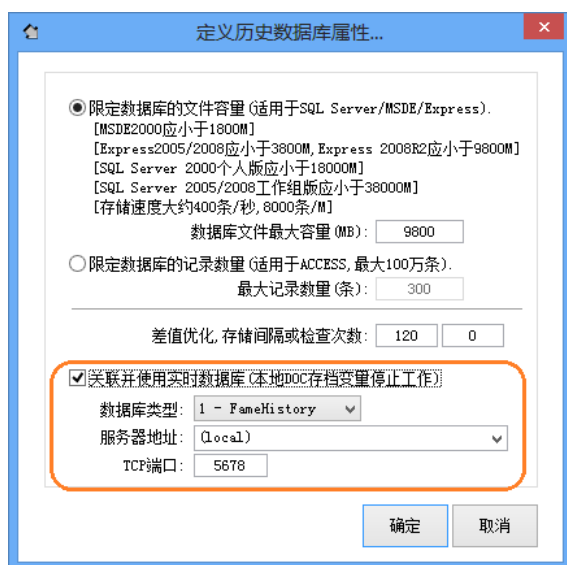 定义历史数据库属性...
限定数据库的文件容量(适用于SQL Server/MSDE/Express).
[MSDE2000应小于1800M]
[Express2005/2008应小于3800M,Express 2008R2应小于9800M]
[SQL Server 2000个人版应小于18000M]
[SQL Server 2005/2008工作组版应小于38000M]
[存储速度大约400条/秒,8000条/M]
数据库文件最大容量(MB): 9800
限定数据库的记录数量(适用于ACCESS,最大100万条).
最大记录数量(条): 300
差值优化,存储间隔或检查次数: 120 0
关联并使用实时数据库(本地DOC存档变量停止工作)
数据库类型: 1 - FameHistory
服务器地址: (local)
TCP端口: 5678
确定 取消